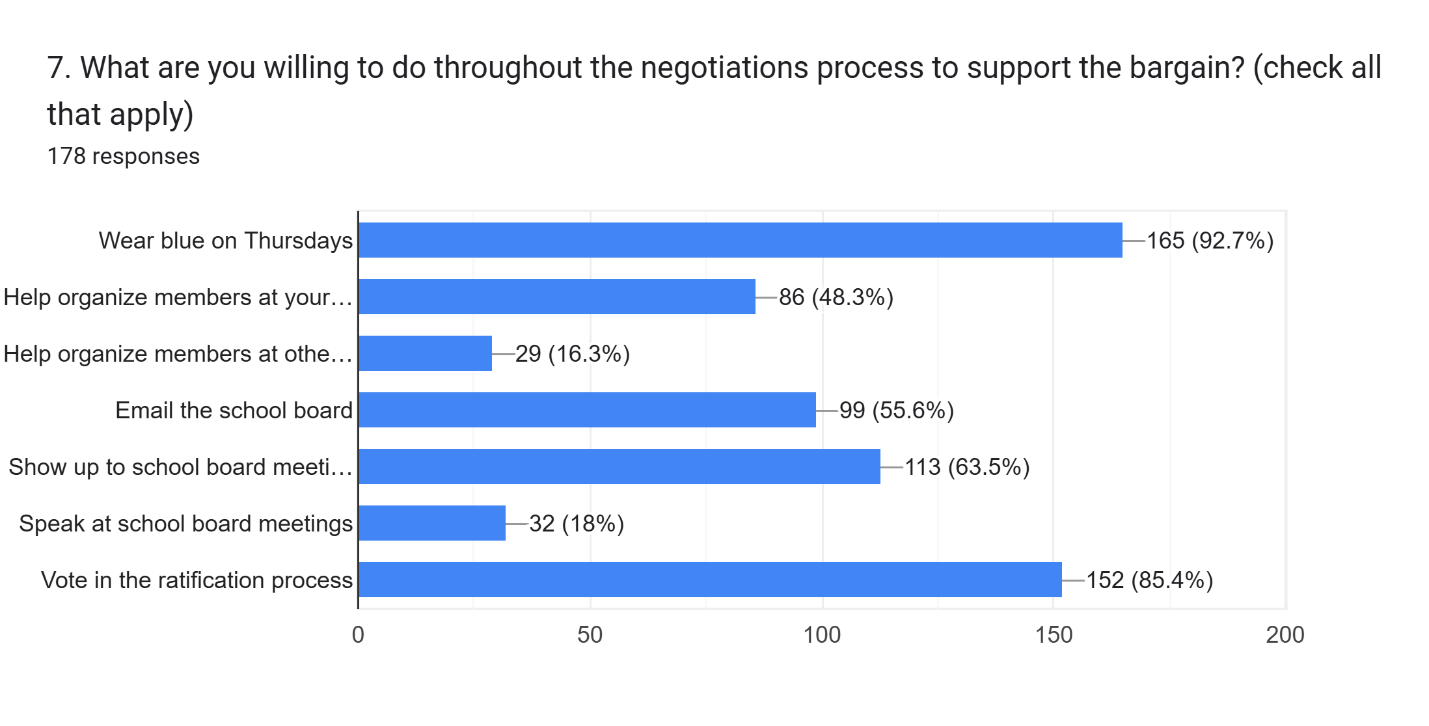 7. What are you willing to do throughout the negotiations process to support the bargain? (check all
that apply)
178 responses
Wear blue on Thursdays 165 (92.7%)
Help organize members at your… 86 (48.3%)
Help organize members at othe… 29 (16.3%)
Email the school board 99 (55.6%)
Show up to school board meeti… 113 (63.5%)
Speak at school board meetings 32 (18%)
Vote in the ratification process 152 (85.4%)
0 50 100 150 200